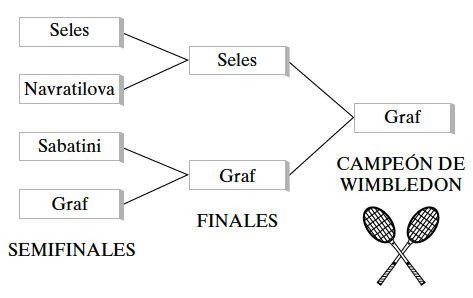 Seles
Navratilova
Sabatini
Graf
SEMIFINALES
Seles
Graf
FINALES
Graf
CAMPEÓN DE
WIMBLEDON